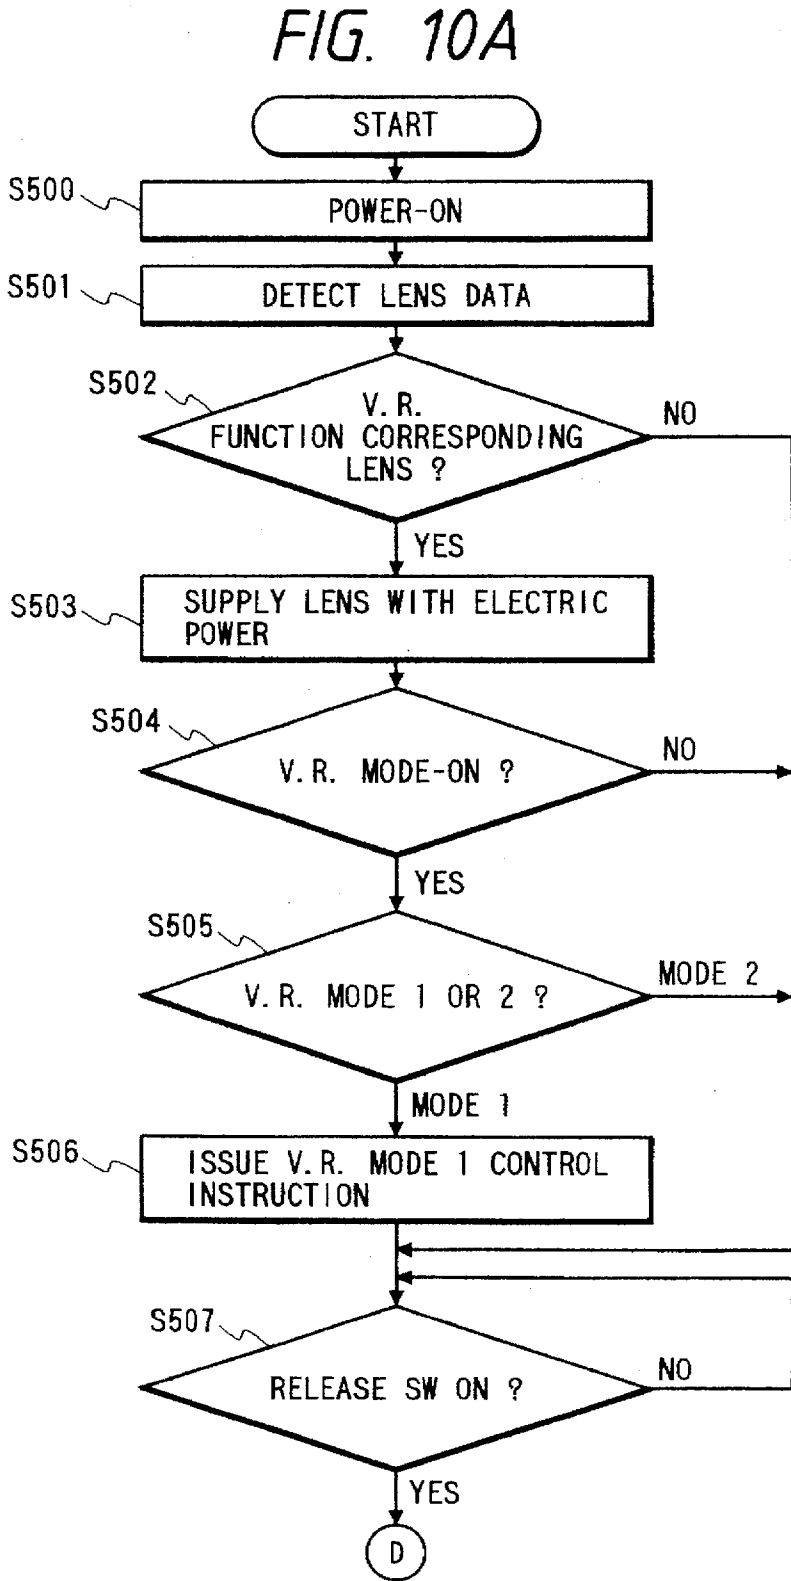 FIG. 10A
START
S500
POWER-ON
S501
DETECT LENS DATA
S502
V.R.
FUNCTION CORRESPONDING
LENS ?
NO
YES
S503
SUPPLY LENS WITH ELECTRIC
POWER
S504
V.R. MODE-ON ?
NO
YES
S505
V.R. MODE 1 OR 2 ?
MODE 2
MODE 1
S506
ISSUE V.R. MODE 1 CONTROL
INSTRUCTION
S507
RELEASE SW ON ?
NO
YES
D